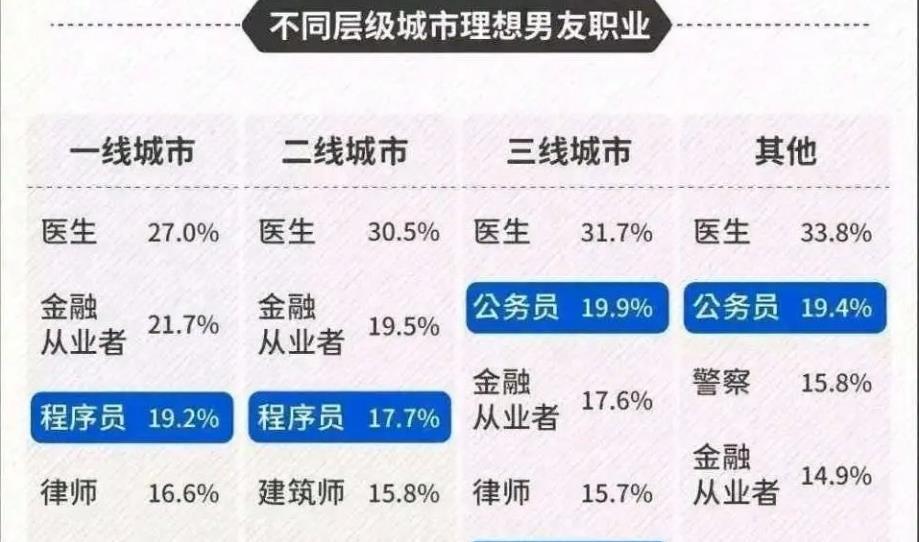 不同层级城市理想男友职业
一线城市 二线城市 三线城市 其他
医生 27.0% 医生 30.5% 医生 31.7% 医生 33.8%
金融从业者 21.7% 金融从业者 19.5% 公务员 19.9% 公务员 19.4%
程序员 19.2% 程序员 17.7% 金融从业者 17.6% 警察 15.8%
律师 16.6% 建筑师 15.8% 律师 15.7% 金融从业者 14.9%